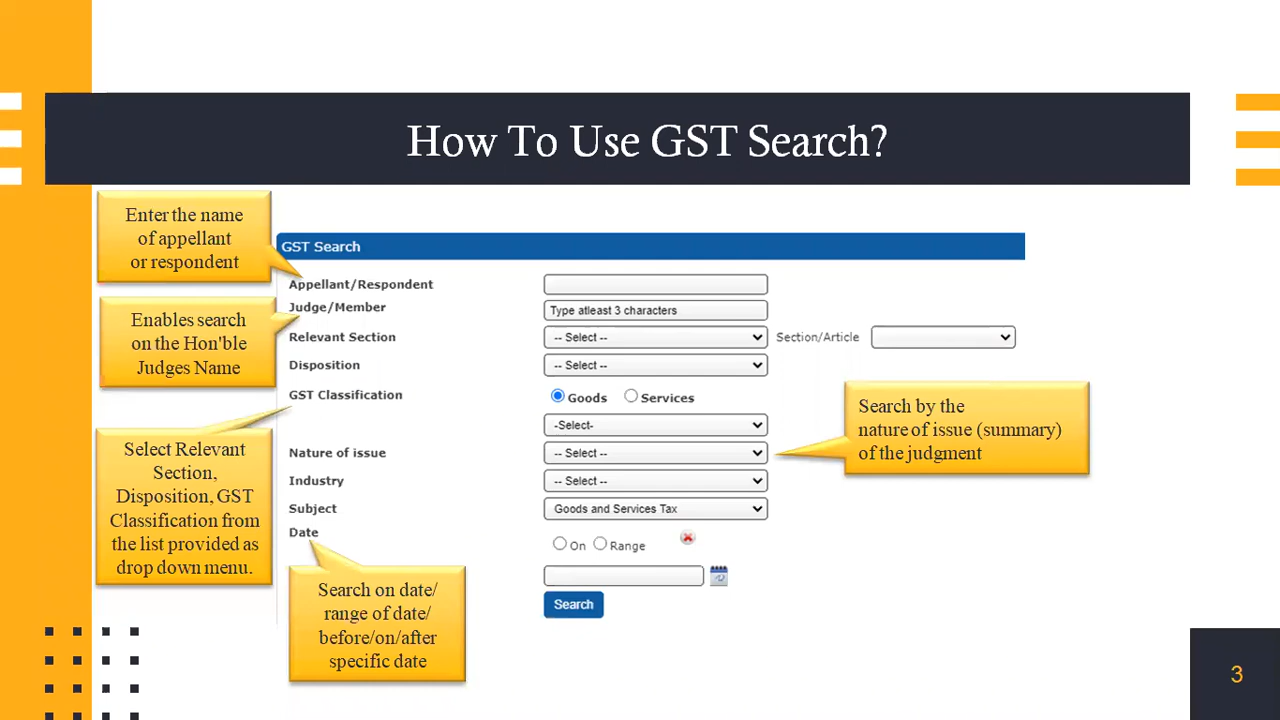 How To Use GST Search?
Enter the name
of appellant
or respondent
Enables search
on the Hon'ble
Judges Name
Select Relevant
Section,
Disposition, GST
Classification from
the list provided as
drop down menu.
GST Search
Appellant/Respondent
Judge/Member Type atleast 3 characters
Relevant Section -- Select -- Section/Article
Disposition -- Select --
GST Classification Goods Services
-Select-
Nature of issue -- Select --
Industry -- Select --
Subject Goods and Services Tax
Date On Range
Search
Search by the
nature of issue (summary)
of the judgment
Search on date/
range of date/
before/on/after
specific date
3